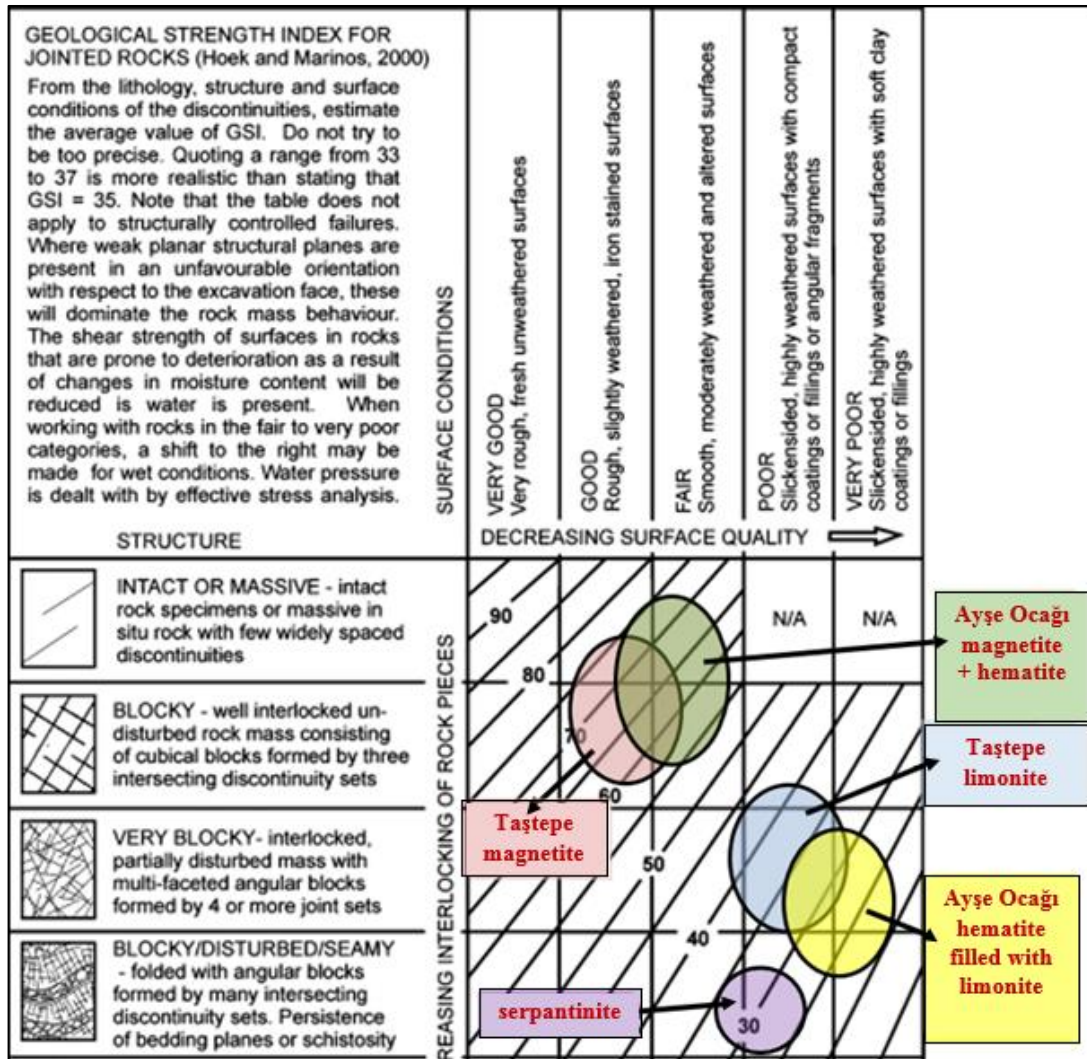 GEOLOGICAL STRENGTH INDEX FOR
JOINTED ROCKS (Hoek and Marinos, 2000)
From the lithology, structure and surface
conditions of the discontinuities, estimate
the average value of GSI. Do not try to
be too precise. Quoting a range from 33
to 37 is more realistic than stating that
GSI = 35. Note that the table does not
apply to structurally controlled failures.
Where weak planar structural planes are
present in an unfavourable orientation
with respect to the excavation face, these
will dominate the rock mass behaviour.
The shear strength of surfaces in rocks
that are prone to deterioration as a result
of changes in moisture content will be
reduced is water is present. When
working with rocks in the fair to very poor
categories, a shift to the right may be
made for wet conditions. Water pressure
is dealt with by effective stress analysis.
STRUCTURE
SURFACE CONDITIONS
VERY GOOD
Very rough, fresh unweathered surfaces
GOOD
Rough, slightly weathered, iron stained surfaces
FAIR
Smooth, moderately weathered and altered surfaces
POOR
Slickensided, highly weathered surfaces with compact
coatings or fillings or angular fragments
VERY POOR
Slickensided, highly weathered surfaces with soft clay
coatings or fillings
DECREASING SURFACE QUALITY
INTACT OR MASSIVE - intact
rock specimens or massive in
situ rock with few widely spaced
discontinuities
BLOCKY - well interlocked un-
disturbed rock mass consisting
of cubical blocks formed by three
intersecting discontinuity sets
VERY BLOCKY- interlocked,
partially disturbed mass with
multi-faceted angular blocks
formed by 4 or more joint sets
BLOCKY/DISTURBED/SEAMY
- folded with angular blocks
formed by many intersecting
discontinuity sets. Persistence
of bedding planes or schistosity
REASING INTERLOCKING OF ROCK PIECES
90
80
70
60
50
40
30
N/A
N/A
Ayşe Ocağı
magnetite
+ hematite
Taştepe
limonite
Taştepe
magnetite
Ayşe Ocağı
hematite
filled with
limonite
serpantinite